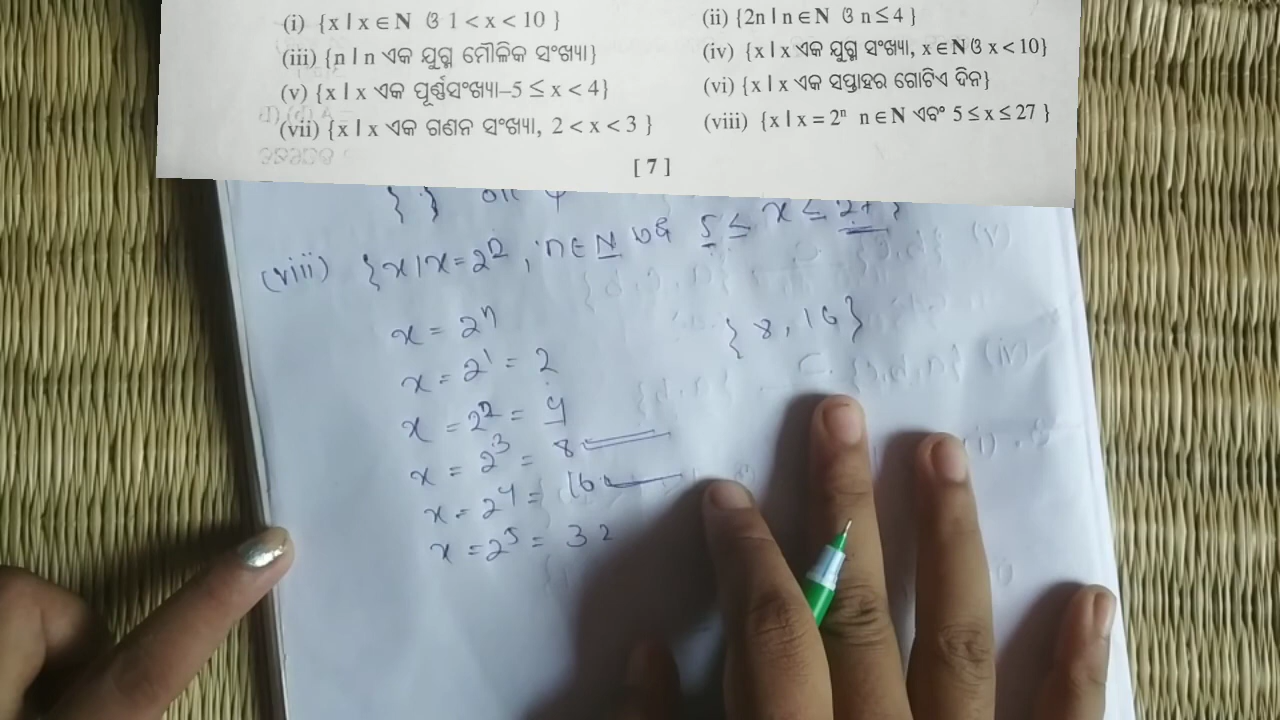 (i) {x | x ∈ N ଓ 1 < x < 10 }
(ii) {2n | n ∈ N ଓ n ≤ 4 }
(iii) {n | n ଏକ ଯୁଗ୍ମ ମୌଳିକ ସଂଖ୍ୟା}
(iv) {x | x ଏକ ଯୁଗ୍ମ ସଂଖ୍ୟା, x ∈ N ଓ x < 10}
(v) {x | x ଏକ ପୂର୍ଣ୍ଣସଂଖ୍ୟା–5 ≤ x < 4}
(vi) {x | x ଏକ ସପ୍ତାହର ଗୋଟିଏ ଦିନ}
(vii) {x | x ଏକ ଗଣନ ସଂଖ୍ୟା, 2 < x < 3 }
(viii) {x | x = 2ⁿ n ∈ N ଏବଂ 5 ≤ x ≤ 27 }
[ 7 ]
{ }
(viii) {x | x = 2ⁿ, n ∈ N ଏବଂ 5 ≤ x ≤ 27}
x = 2ⁿ
{8, 16}
x = 2¹ = 2
x = 2² = 4
x = 2³ = 8
x = 2⁴ = 16
x = 2⁵ = 32